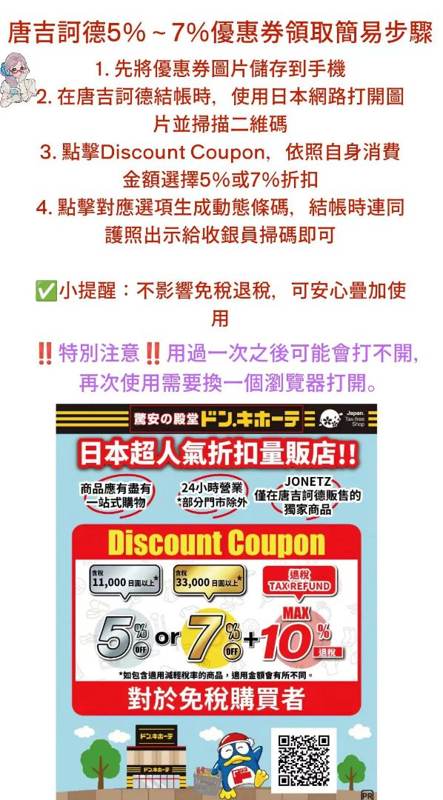 唐吉訶德5%~7%優惠券領取簡易步驟
1. 先將優惠券圖片儲存到手機
2. 在唐吉訶德結帳時，使用日本網路打開圖
片並掃描二維碼
3. 點擊Discount Coupon，依照自身消費
金額選擇5%或7%折扣
4. 點擊對應選項生成動態條碼，結帳時連同
護照出示給收銀員掃碼即可
✅小提醒：不影響免稅退稅，可安心疊加使
用
‼️特別注意‼️用過一次之後可能會打不開，
再次使用需要換一個瀏覽器打開。
驚安の殿堂 ドン.キホーテ
Japan.
Tax-free
Shop
日本超人氣折扣量販店!!
商品應有盡有
一站式購物
24小時營業
*部分門市除外
JONETZ
僅在唐吉訶德販售的
獨家商品
Discount Coupon
含稅
11,000 日圓以上*
含稅
33,000 日圓以上*
退稅
TAX REFUND
5% OFF or 7% OFF + MAX 10% 退稅
*如包含適用減輕稅率的商品，適用金額會有所不同。
對於免稅購買者
ドン.キホーテ
ドン.キホーテ
PR